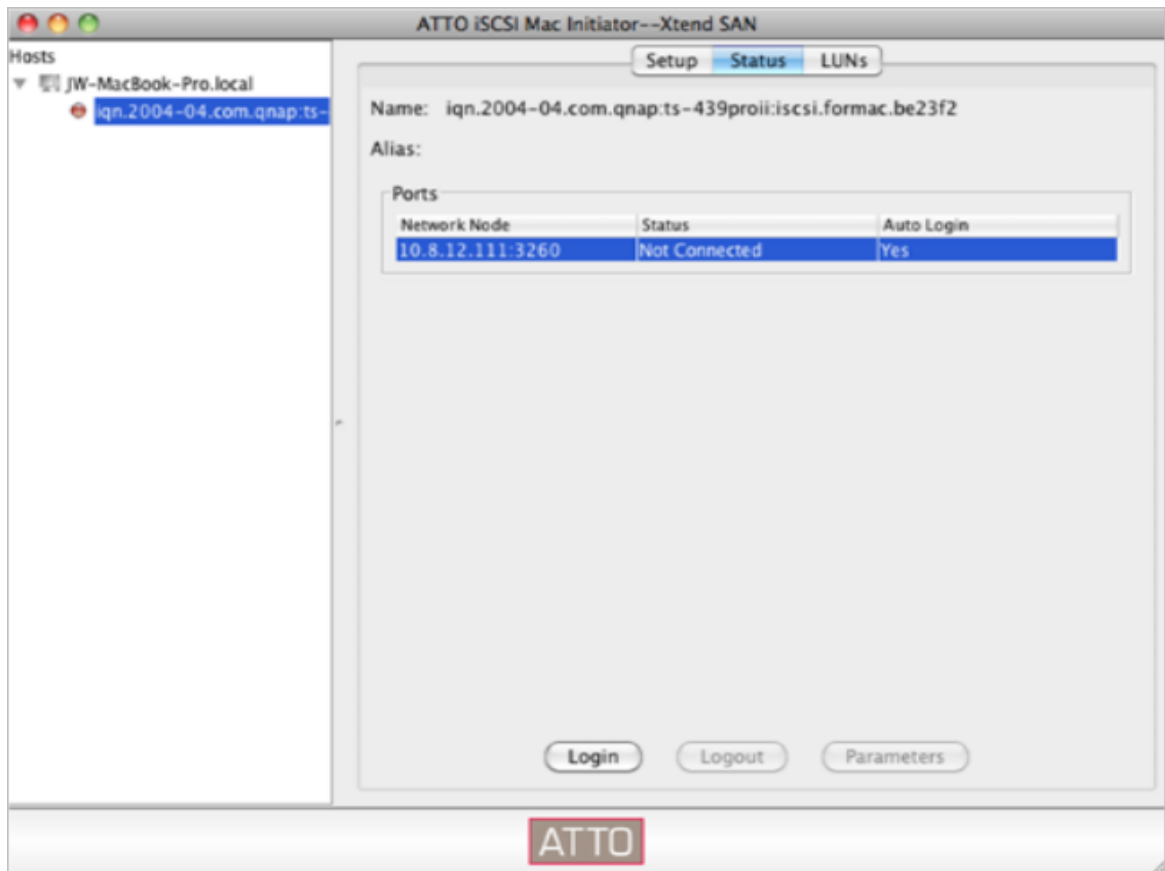 ATTO iSCSI Mac Initiator--Xtend SAN
Hosts
JW-MacBook-Pro.local
iqn.2004-04.com.qnap:ts-
Setup Status LUNs
Name: iqn.2004-04.com.qnap:ts-439proii:iscsi.formac.be23f2
Alias:
Ports
Network Node Status Auto Login
10.8.12.111:3260 Not Connected Yes
Login Logout Parameters
ATTO